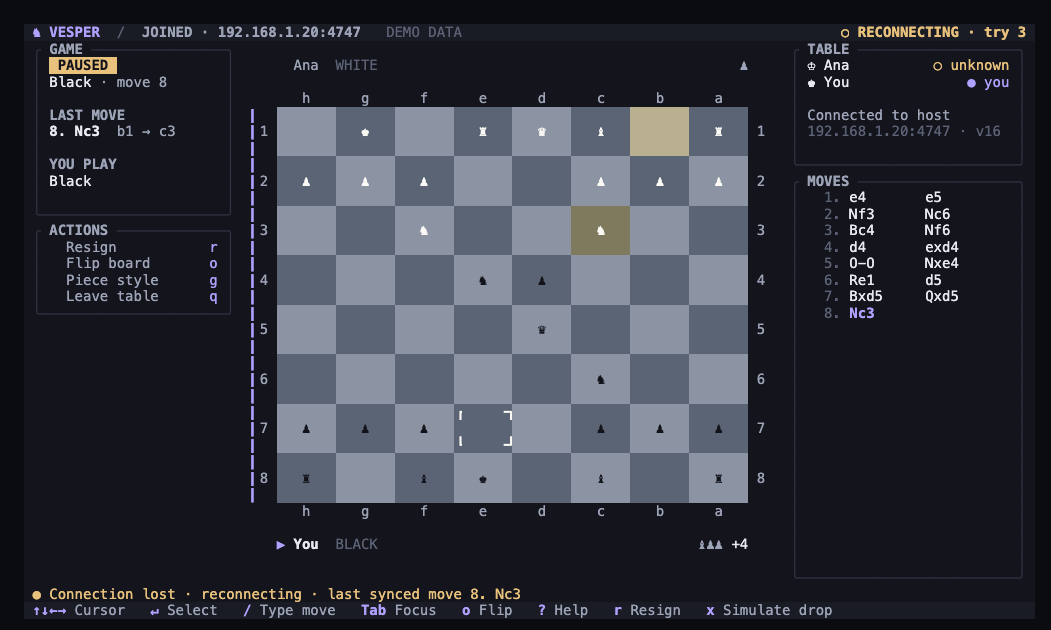 ♞ VESPER / JOINED · 192.168.1.20:4747 DEMO DATA
○ RECONNECTING · try 3
GAME
PAUSED
Black · move 8
LAST MOVE
8. Nc3 b1 → c3
YOU PLAY
Black
ACTIONS
Resign r
Flip board o
Piece style g
Leave table q
Ana WHITE
h g f e d c b a
1 1
2 2
3 3
4 4
5 5
6 6
7 7
8 8
h g f e d c b a
▶ You BLACK
+4
TABLE
♔ Ana ○ unknown
♚ You ● you
Connected to host
192.168.1.20:4747 · v16
MOVES
1. e4 e5
2. Nf3 Nc6
3. Bc4 Nf6
4. d4 exd4
5. O-O Nxe4
6. Re1 d5
7. Bxd5 Qxd5
8. Nc3
● Connection lost · reconnecting · last synced move 8. Nc3
↑↓←→ Cursor ↵ Select / Type move Tab Focus o Flip ? Help r Resign x Simulate drop